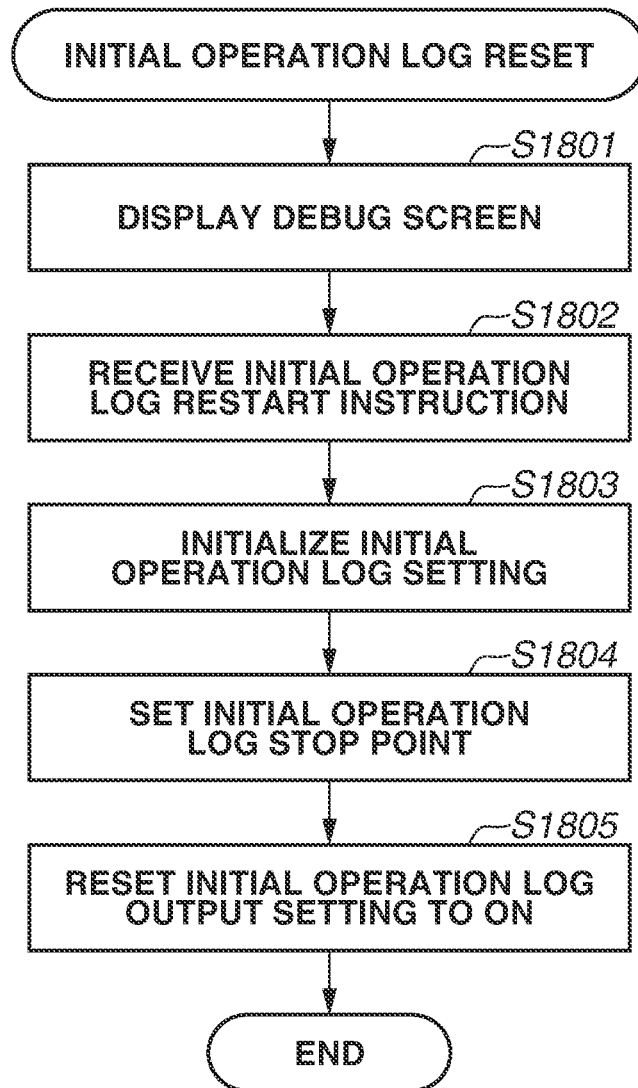 INITIAL OPERATION LOG RESET
S1801
DISPLAY DEBUG SCREEN
S1802
RECEIVE INITIAL OPERATION
LOG RESTART INSTRUCTION
S1803
INITIALIZE INITIAL
OPERATION LOG SETTING
S1804
SET INITIAL OPERATION
LOG STOP POINT
S1805
RESET INITIAL OPERATION LOG
OUTPUT SETTING TO ON
END